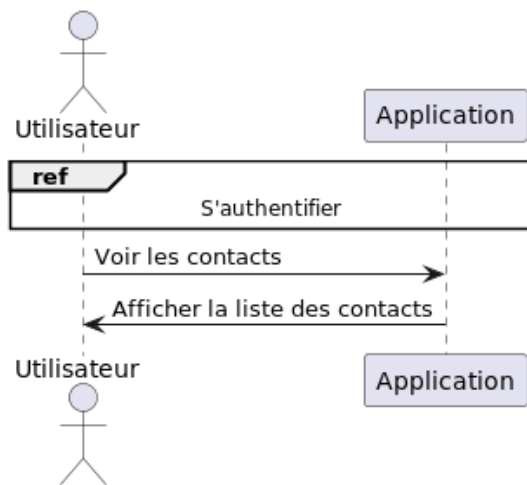 Utilisateur
Application
ref
S'authentifier
Voir les contacts
Afficher la liste des contacts
Utilisateur
Application